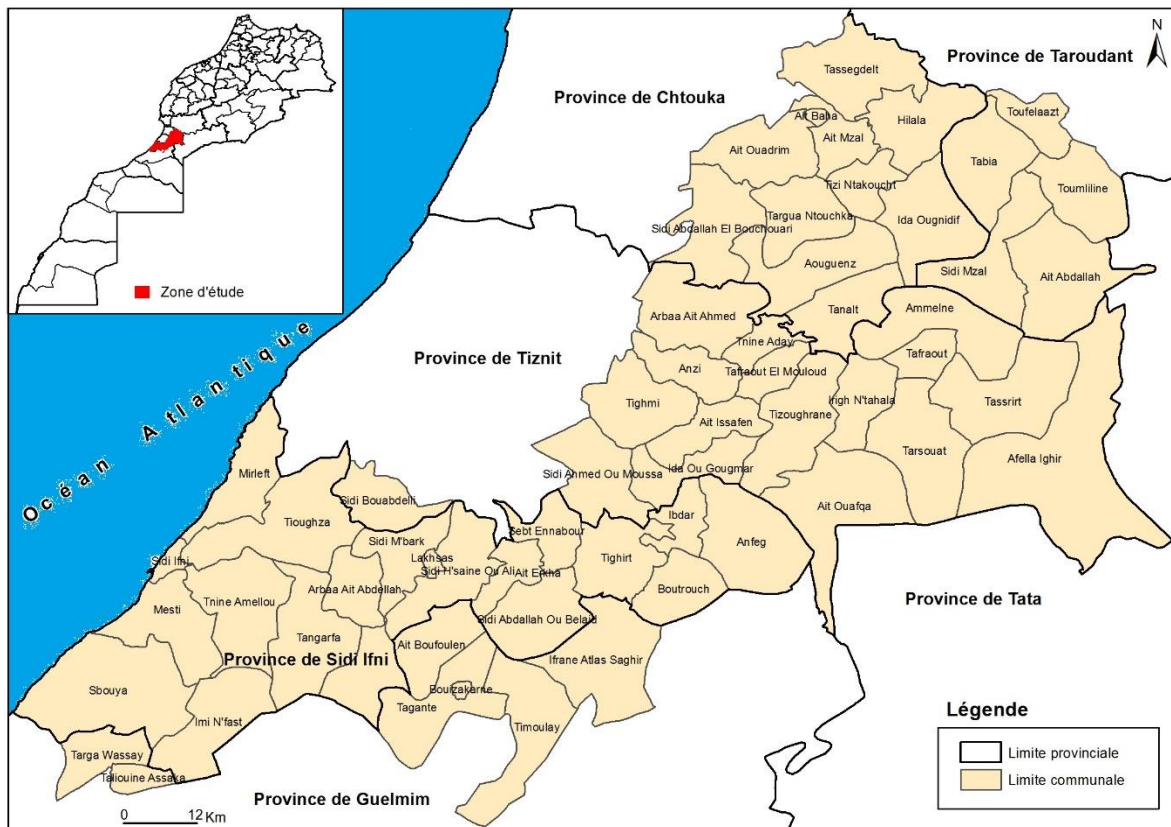 N
Province de Taroudant
Province de Chtouka
Tassegdelt
Toufelaazt
Ait Baha
Hilala
Ait Mzal
Ait Ouadrim
Tabia
Tizi Ntakoucht
Toumliline
Targua Ntouchka
Ida Ougnidif
Sidi Abdallah El Bouchouari
Aouguenz
Sidi Mzal
Ait Abdallah
Zone d'étude
Tanalt
Ammelne
Arbaa Ait Ahmed
Province de Tiznit
Tnine Aday
Tafraout
Anzi
Tafraout El Mouloud
Océan Atlantique
Tighmi
Irigh N'tahala
Tassrirt
Ait Issafen
Tizoughrane
Tarsouat
Afella Ighir
Mirleft
Sidi Ahmed Ou Moussa
Ida Ou Gougmar
Sidi Bouabdelli
Ait Ouafqa
Tioughza
Ibdar
Sebt Ennabour
Anfeg
Sidi M'bark
Lakhsas
Tighirt
Sidi Ifni
Sidi H'saine Ou Ali
Ait Erkha
Arbaa Ait Abdellah
Boutrouch
Tnine Amellou
Mesti
Province de Tata
Sidi Abdallah Ou Belaid
Tangarfa
Ait Boufoulen
Province de Sidi Ifni
Ifrane Atlas Saghir
Sbouya
Bouizakarne
Tagante
Imi N'fast
Timoulay
Légende
Targa Wassay
Limite provinciale
Taliouine Assaka
Limite communale
Province de Guelmim
0 12 Km